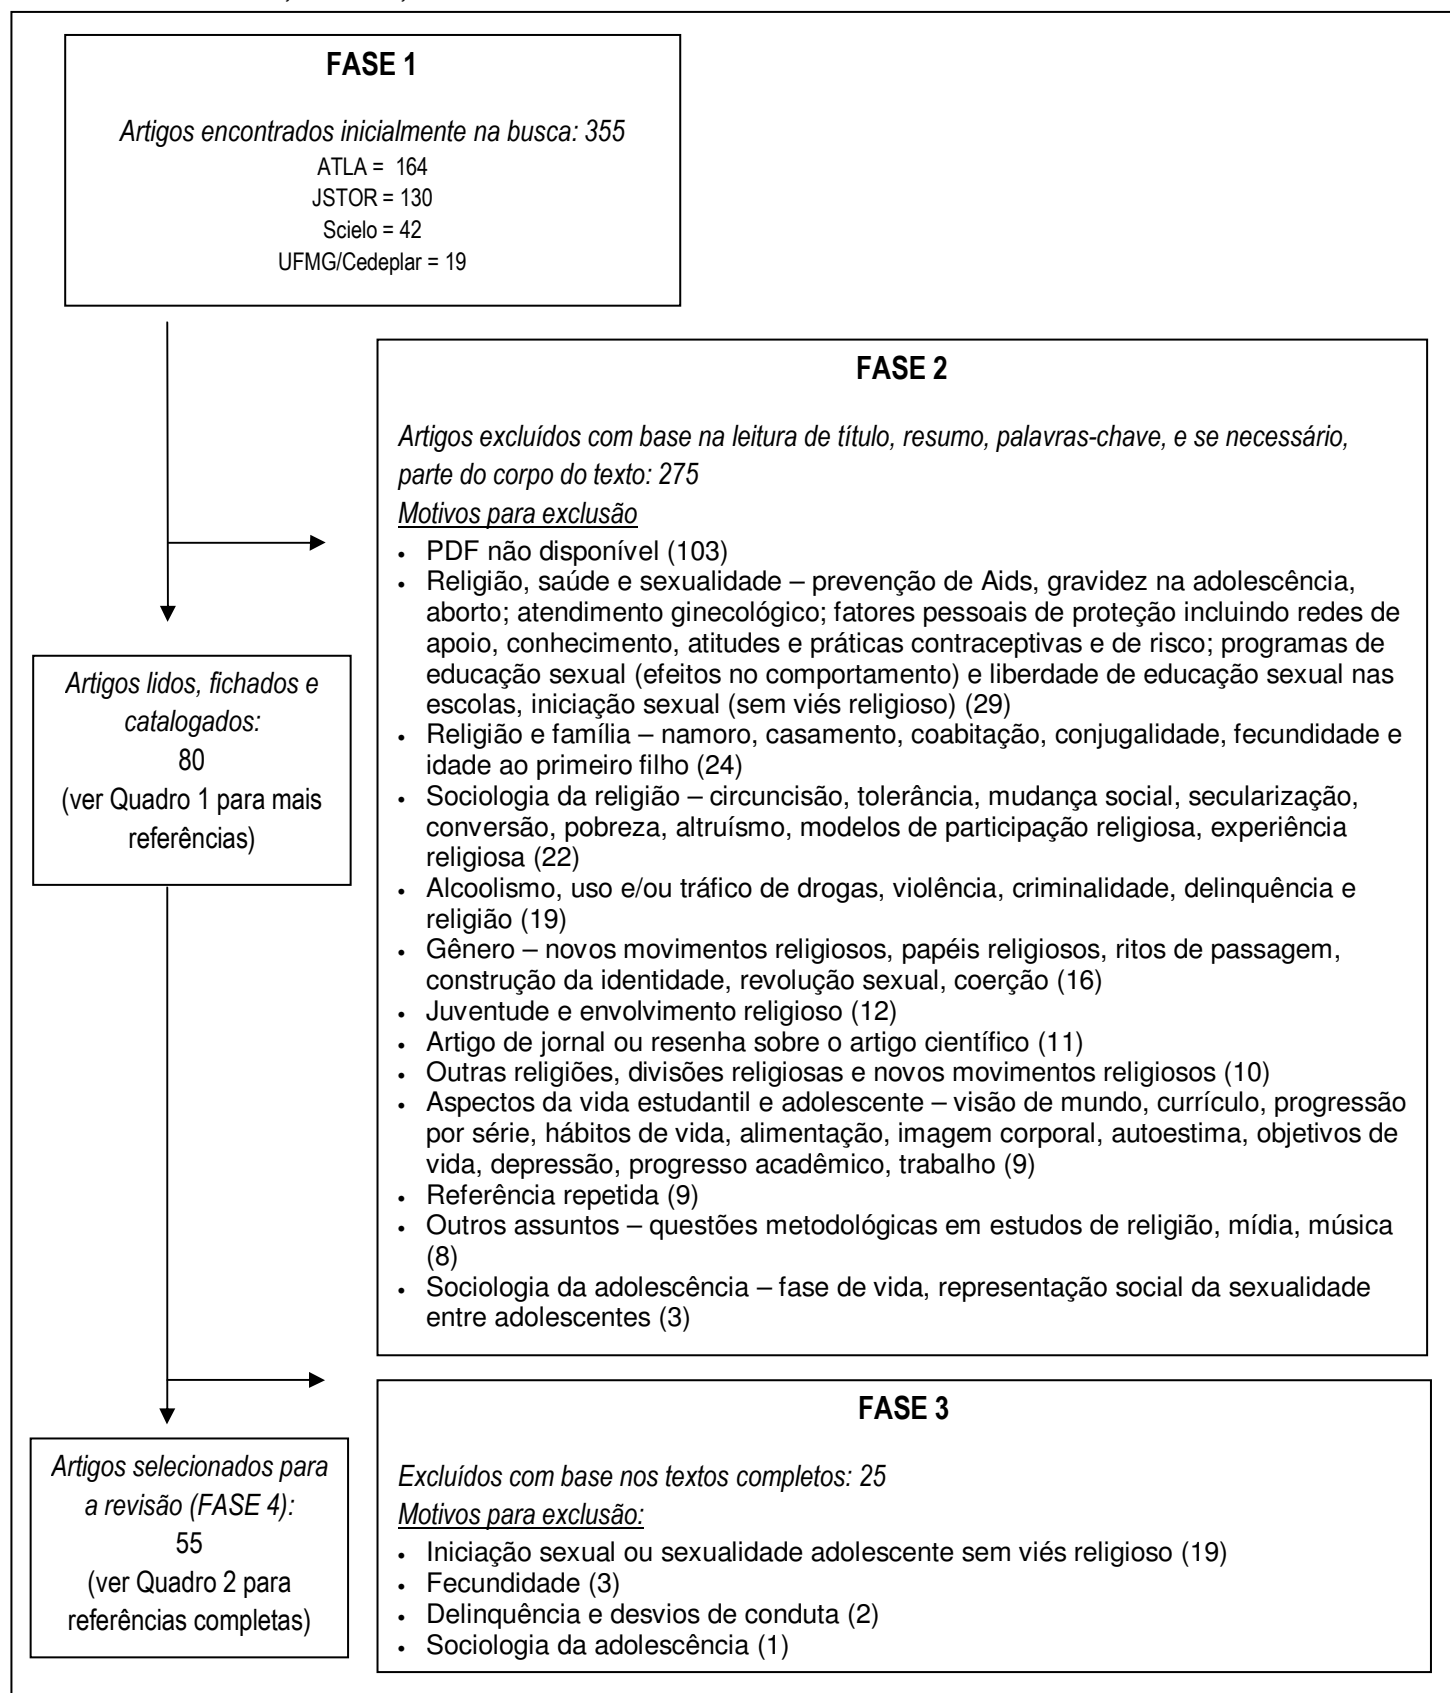 FASE 1
Artigos encontrados inicialmente na busca: 355
ATLA = 164
JSTOR = 130
Scielo = 42
UFMG/Cedeplar = 19
FASE 2
Artigos excluídos com base na leitura de título, resumo, palavras-chave, e se necessário,
parte do corpo do texto: 275
Motivos para exclusão
• PDF não disponível (103)
• Religião, saúde e sexualidade – prevenção de Aids, gravidez na adolescência,
aborto; atendimento ginecológico; fatores pessoais de proteção incluindo redes de
apoio, conhecimento, atitudes e práticas contraceptivas e de risco; programas de
educação sexual (efeitos no comportamento) e liberdade de educação sexual nas
escolas, iniciação sexual (sem viés religioso) (29)
• Religião e família – namoro, casamento, coabitação, conjugalidade, fecundidade e
idade ao primeiro filho (24)
• Sociologia da religião – circuncisão, tolerância, mudança social, secularização,
conversão, pobreza, altruísmo, modelos de participação religiosa, experiência
religiosa (22)
• Alcoolismo, uso e/ou tráfico de drogas, violência, criminalidade, delinquência e
religião (19)
• Gênero – novos movimentos religiosos, papéis religiosos, ritos de passagem,
construção da identidade, revolução sexual, coerção (16)
• Juventude e envolvimento religioso (12)
• Artigo de jornal ou resenha sobre o artigo científico (11)
• Outras religiões, divisões religiosas e novos movimentos religiosos (10)
• Aspectos da vida estudantil e adolescente – visão de mundo, currículo, progressão
por série, hábitos de vida, alimentação, imagem corporal, autoestima, objetivos de
vida, depressão, progresso acadêmico, trabalho (9)
• Referência repetida (9)
• Outros assuntos – questões metodológicas em estudos de religião, mídia, música
(8)
• Sociologia da adolescência – fase de vida, representação social da sexualidade
entre adolescentes (3)
Artigos lidos, fichados e
catalogados:
80
(ver Quadro 1 para mais
referências)
FASE 3
Excluídos com base nos textos completos: 25
Motivos para exclusão:
• Iniciação sexual ou sexualidade adolescente sem viés religioso (19)
• Fecundidade (3)
• Delinquência e desvios de conduta (2)
• Sociologia da adolescência (1)
Artigos selecionados para
a revisão (FASE 4):
55
(ver Quadro 2 para
referências completas)